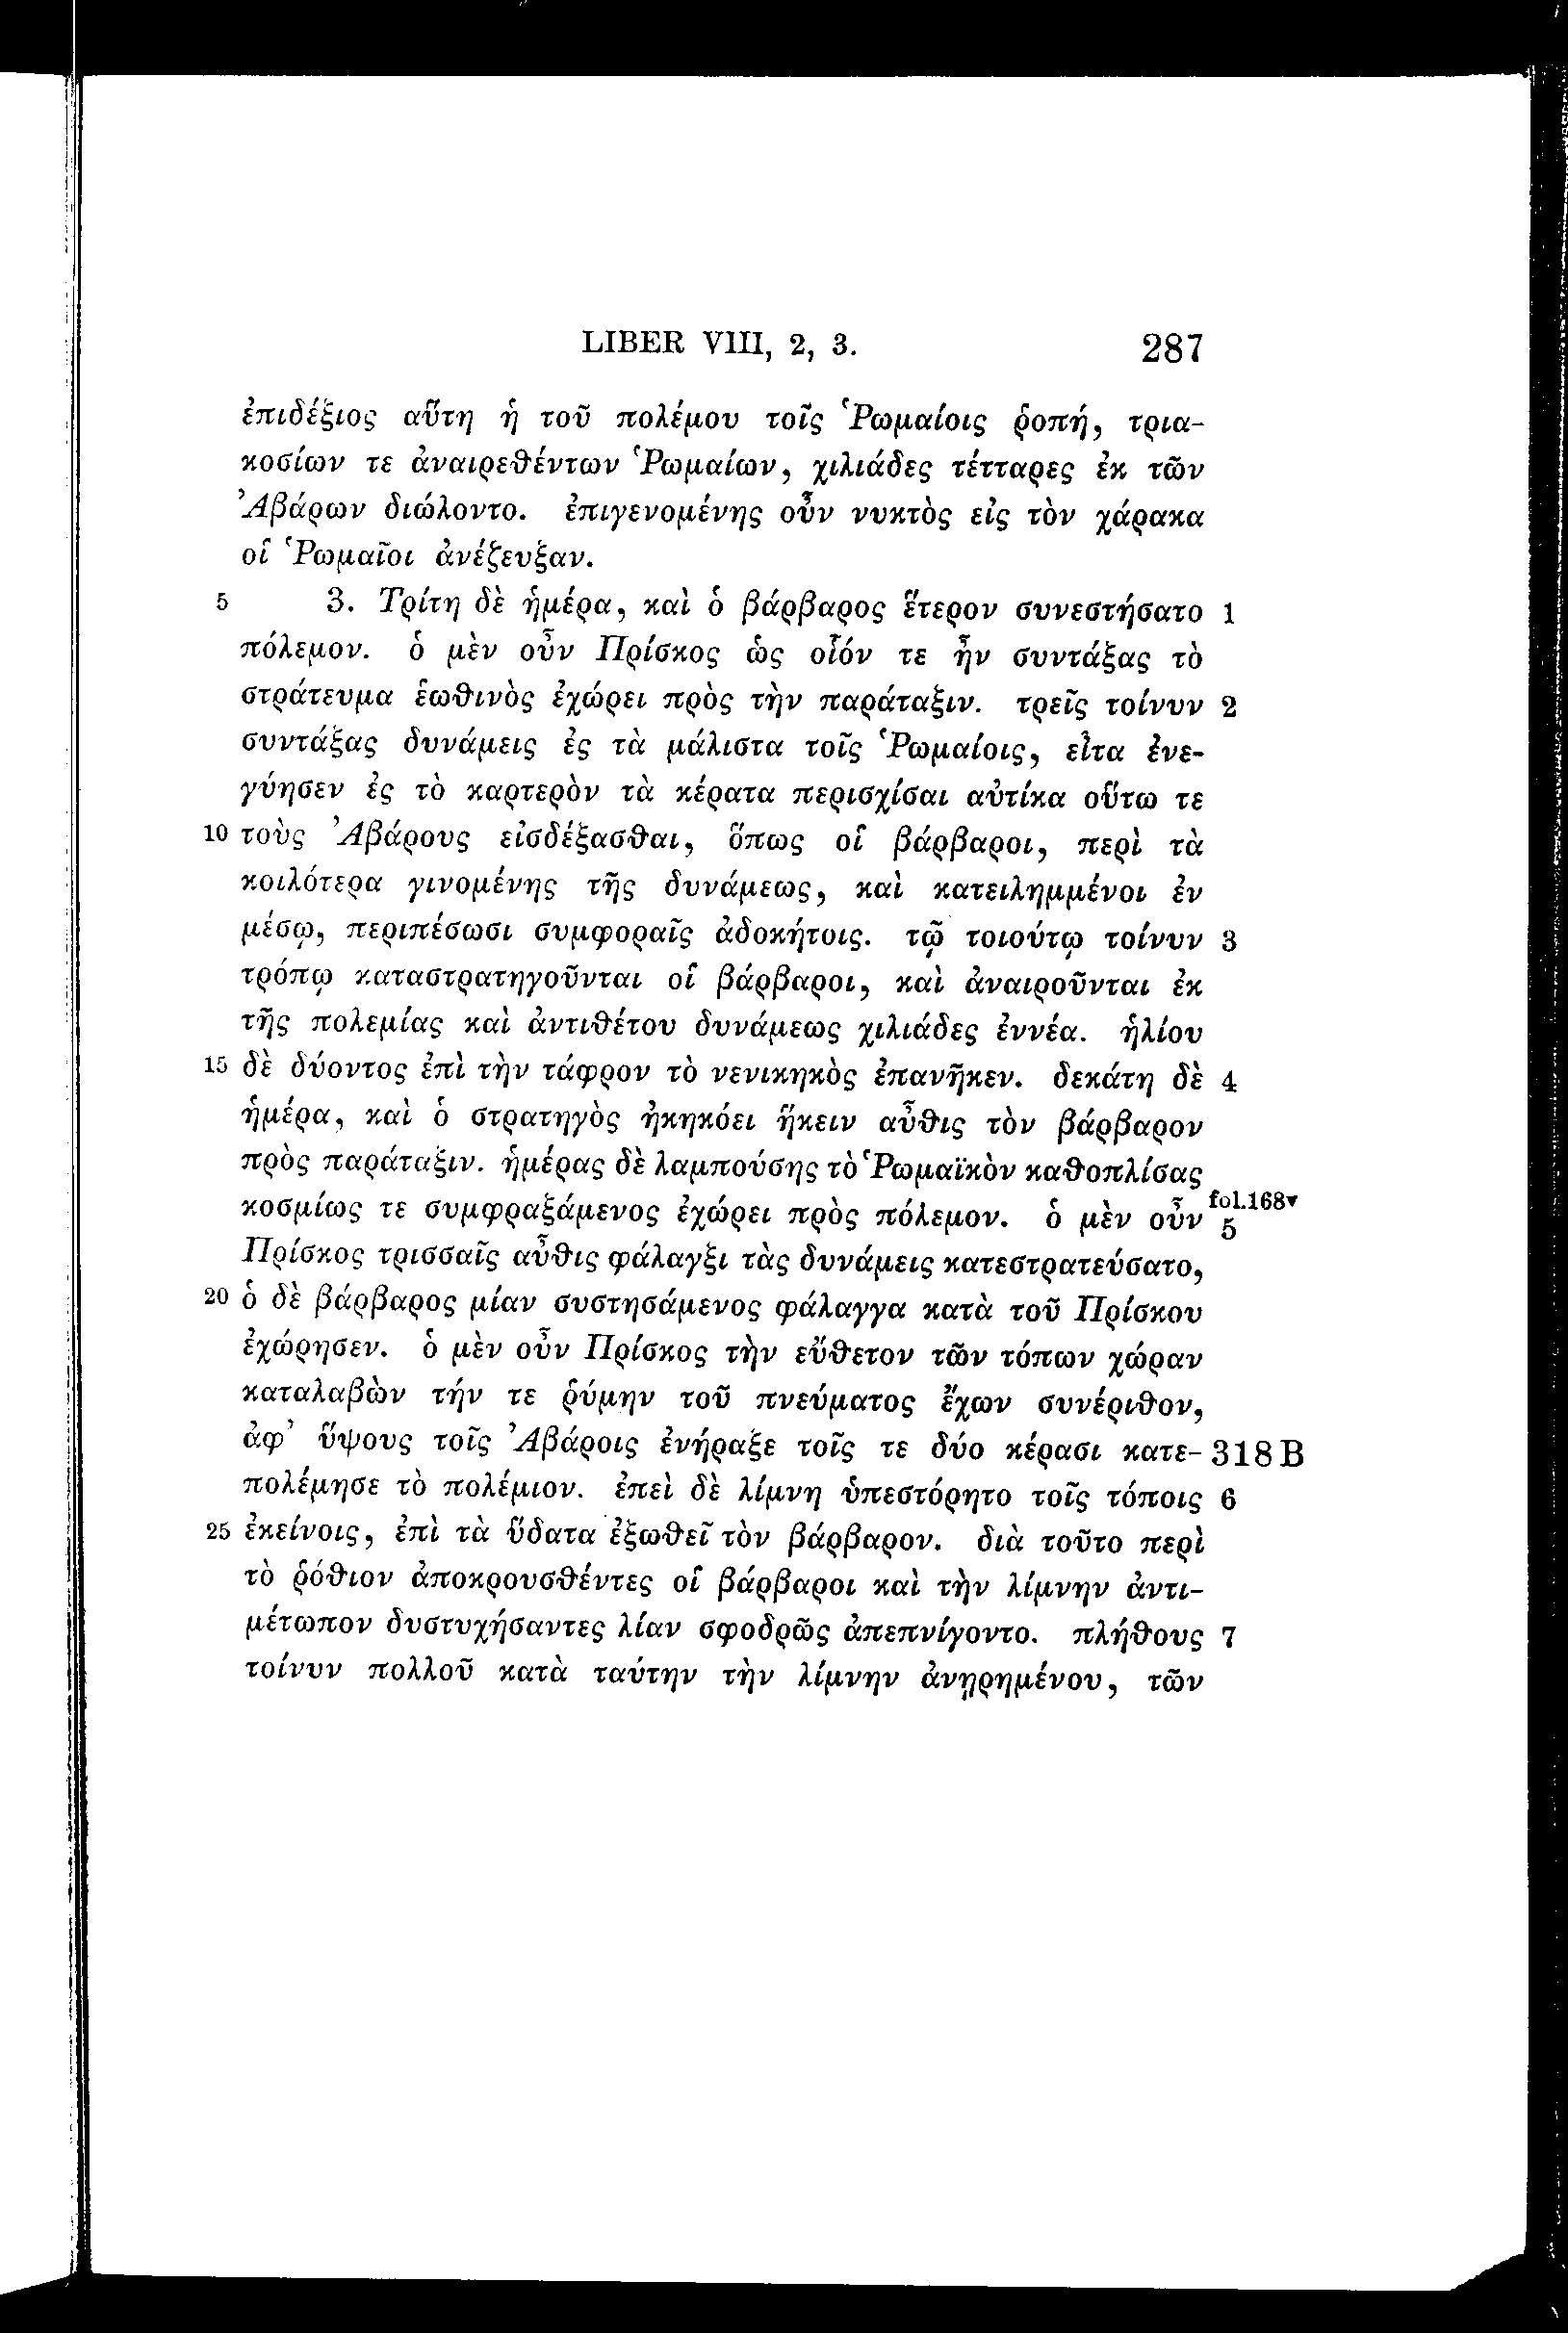 LIBER VIII, 2, 3. 287
ἐπιδέξιος αὕτη ἡ τοῦ πολέμου τοῖς Ῥωμαίοις ῥοπή, τρια-
κοσίων τε ἀναιρεθέντων Ῥωμαίων, χιλιάδες τέτταρες ἐκ τῶν
Ἀβάρων διώλοντο. ἐπιγενομένης οὖν νυκτὸς εἰς τὸν χάρακα
οἱ Ῥωμαῖοι ἀνέζευξαν.
5 3. Τρίτη δὲ ἡμέρα, καὶ ὁ βάρβαρος ἕτερον συνεστήσατο 1
πόλεμον. ὁ μὲν οὖν Πρίσκος ὡς οἷόν τε ἦν συντάξας τὸ
στράτευμα ἑωθινὸς ἐχώρει πρὸς τὴν παράταξιν. τρεῖς τοίνυν 2
συντάξας δυνάμεις ἐς τὰ μάλιστα τοῖς Ῥωμαίοις, εἶτα ἐνε-
γύησεν ἐς τὸ καρτερὸν τὰ κέρατα περισχίσαι αὐτίκα οὕτω τε
10 τοὺς Ἀβάρους εἰσδέξασθαι, ὅπως οἱ βάρβαροι, περὶ τὰ
κοιλότερα γινομένης τῆς δυνάμεως, καὶ κατειλημμένοι ἐν
μέσῳ, περιπέσωσι συμφοραῖς ἀδοκήτοις. τῷ τοιούτῳ τοίνυν 3
τρόπῳ καταστρατηγοῦνται οἱ βάρβαροι, καὶ ἀναιροῦνται ἐκ
τῆς πολεμίας καὶ ἀντιθέτου δυνάμεως χιλιάδες ἐννέα. ἡλίου
15 δὲ δύοντος ἐπὶ τὴν τάφρον τὸ νενικηκὸς ἐπανῆκεν. δεκάτη δὲ 4
ἡμέρα, καὶ ὁ στρατηγὸς ἠκηκόει ἥκειν αὖθις τὸν βάρβαρον
πρὸς παράταξιν. ἡμέρας δὲ λαμπούσης τὸ Ῥωμαϊκὸν καθοπλίσας
κοσμίως τε συμφραξάμενος ἐχώρει πρὸς πόλεμον. ὁ μὲν οὖν fol.168v 5
Πρίσκος τρισσαῖς αὖθις φάλαγξι τὰς δυνάμεις κατεστρατεύσατο,
20 ὁ δὲ βάρβαρος μίαν συστησάμενος φάλαγγα κατὰ τοῦ Πρίσκου
ἐχώρησεν. ὁ μὲν οὖν Πρίσκος τὴν εὔθετον τῶν τόπων χώραν
καταλαβὼν τήν τε ῥύμην τοῦ πνεύματος ἔχων συνέριθον,
ἀφ' ὕψους τοῖς Ἀβάροις ἐνήραξε τοῖς τε δύο κέρασι κατε- 318 B
πολέμησε τὸ πολέμιον. ἐπεὶ δὲ λίμνη ὑπεστόρητο τοῖς τόποις 6
25 ἐκείνοις, ἐπὶ τὰ ὕδατα ἐξωθεῖ τὸν βάρβαρον. διὰ τοῦτο περὶ
τὸ ῥόθιον ἀποκρουσθέντες οἱ βάρβαροι καὶ τὴν λίμνην ἀντι-
μέτωπον δυστυχήσαντες λίαν σφοδρῶς ἀπεπνίγοντο. πλήθους 7
τοίνυν πολλοῦ κατὰ ταύτην τὴν λίμνην ἀνῃρημένου, τῶν